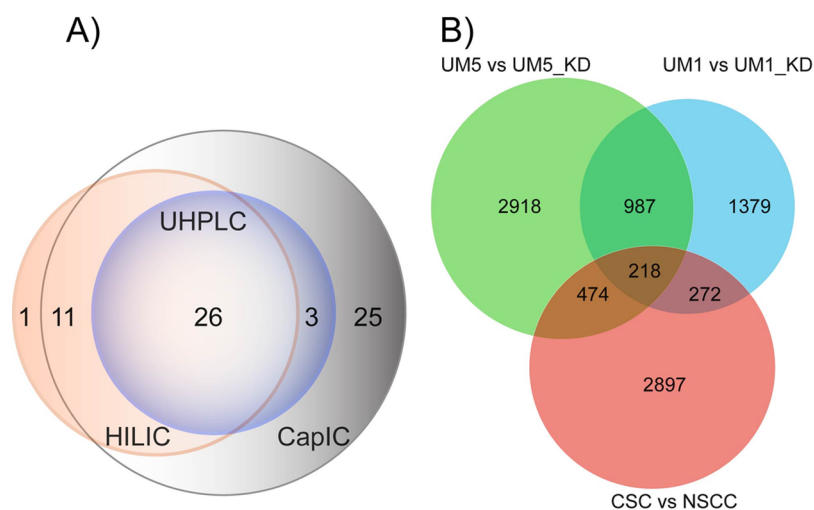 A)
UHPLC
1 11 26 3 25
HILIC CapIC
B)
UM5 vs UM5_KD UM1 vs UM1_KD
2918 987 1379
218
474 272
2897
CSC vs NSCC